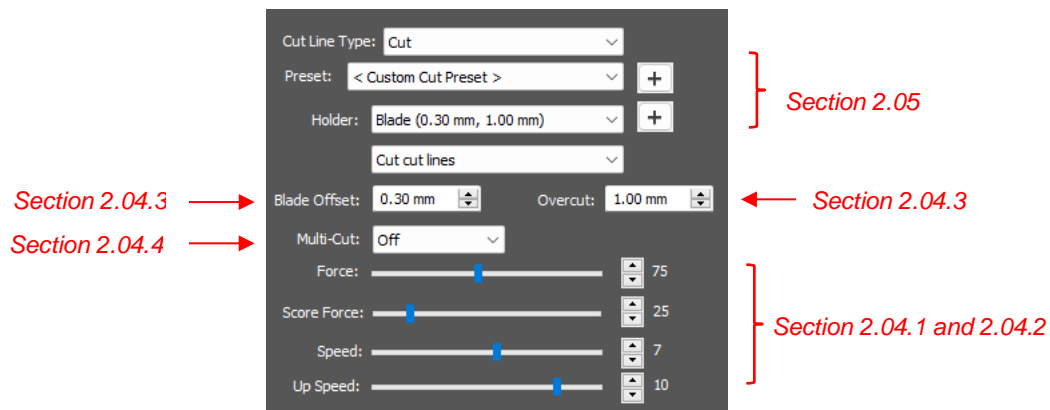 Cut Line Type: Cut
Preset: < Custom Cut Preset > +
Section 2.05
Holder: Blade (0.30 mm, 1.00 mm) +
Cut cut lines
Section 2.04.3 Blade Offset: 0.30 mm Overcut: 1.00 mm Section 2.04.3
Section 2.04.4 Multi-Cut: Off
Force: 75
Score Force: 25
Section 2.04.1 and 2.04.2
Speed: 7
Up Speed: 10